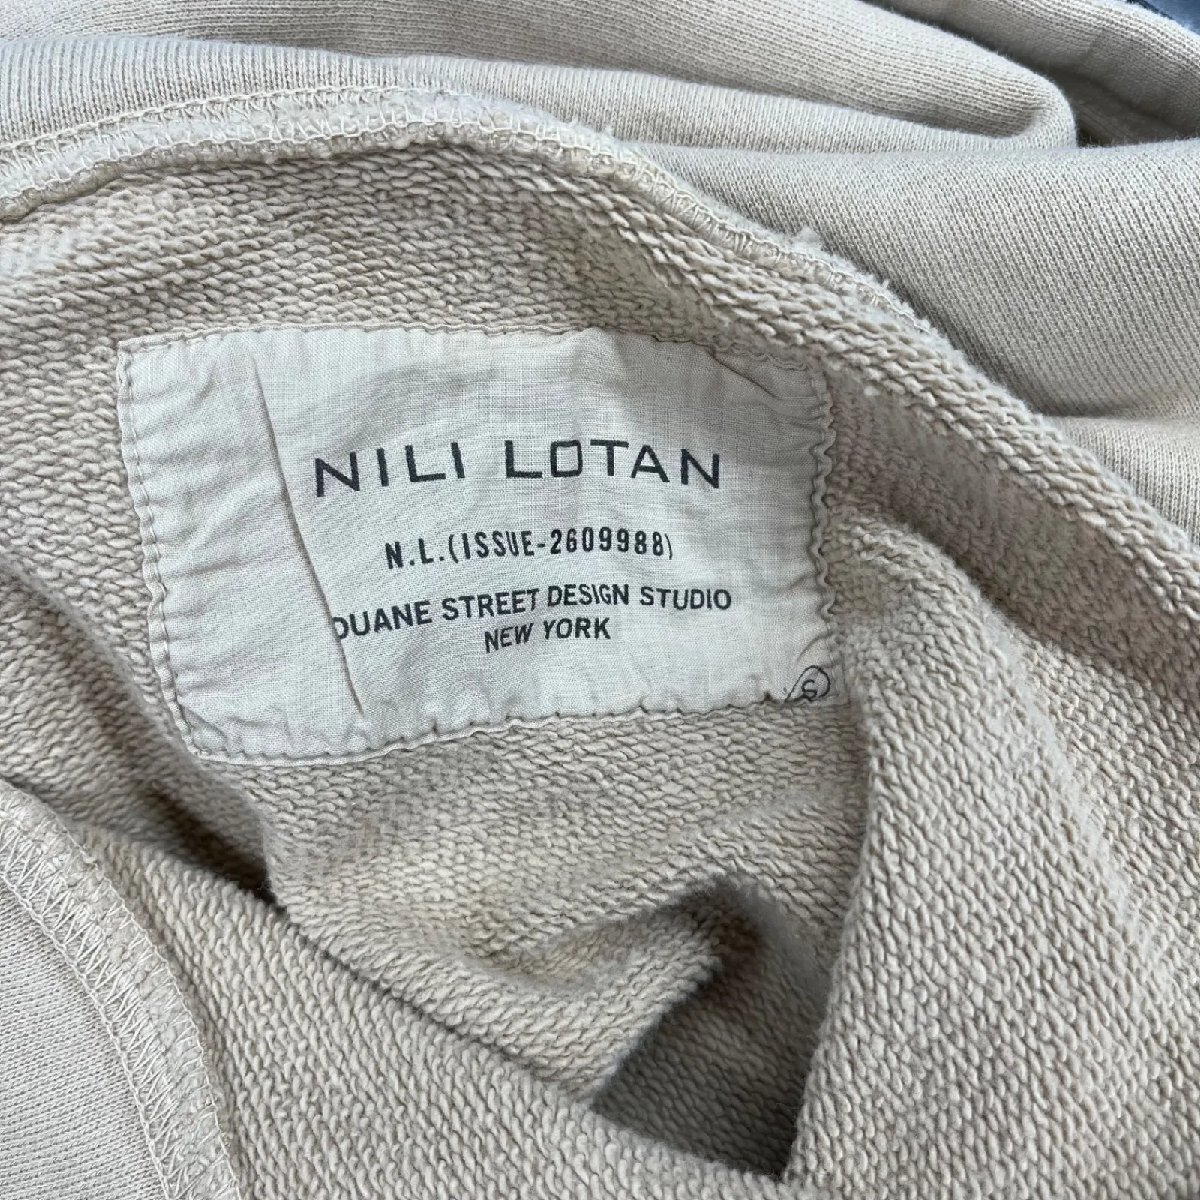 NILI LOTAN
N.L.(ISSUE-2609988)
DUANE STREET DESIGN STUDIO
NEW YORK
S